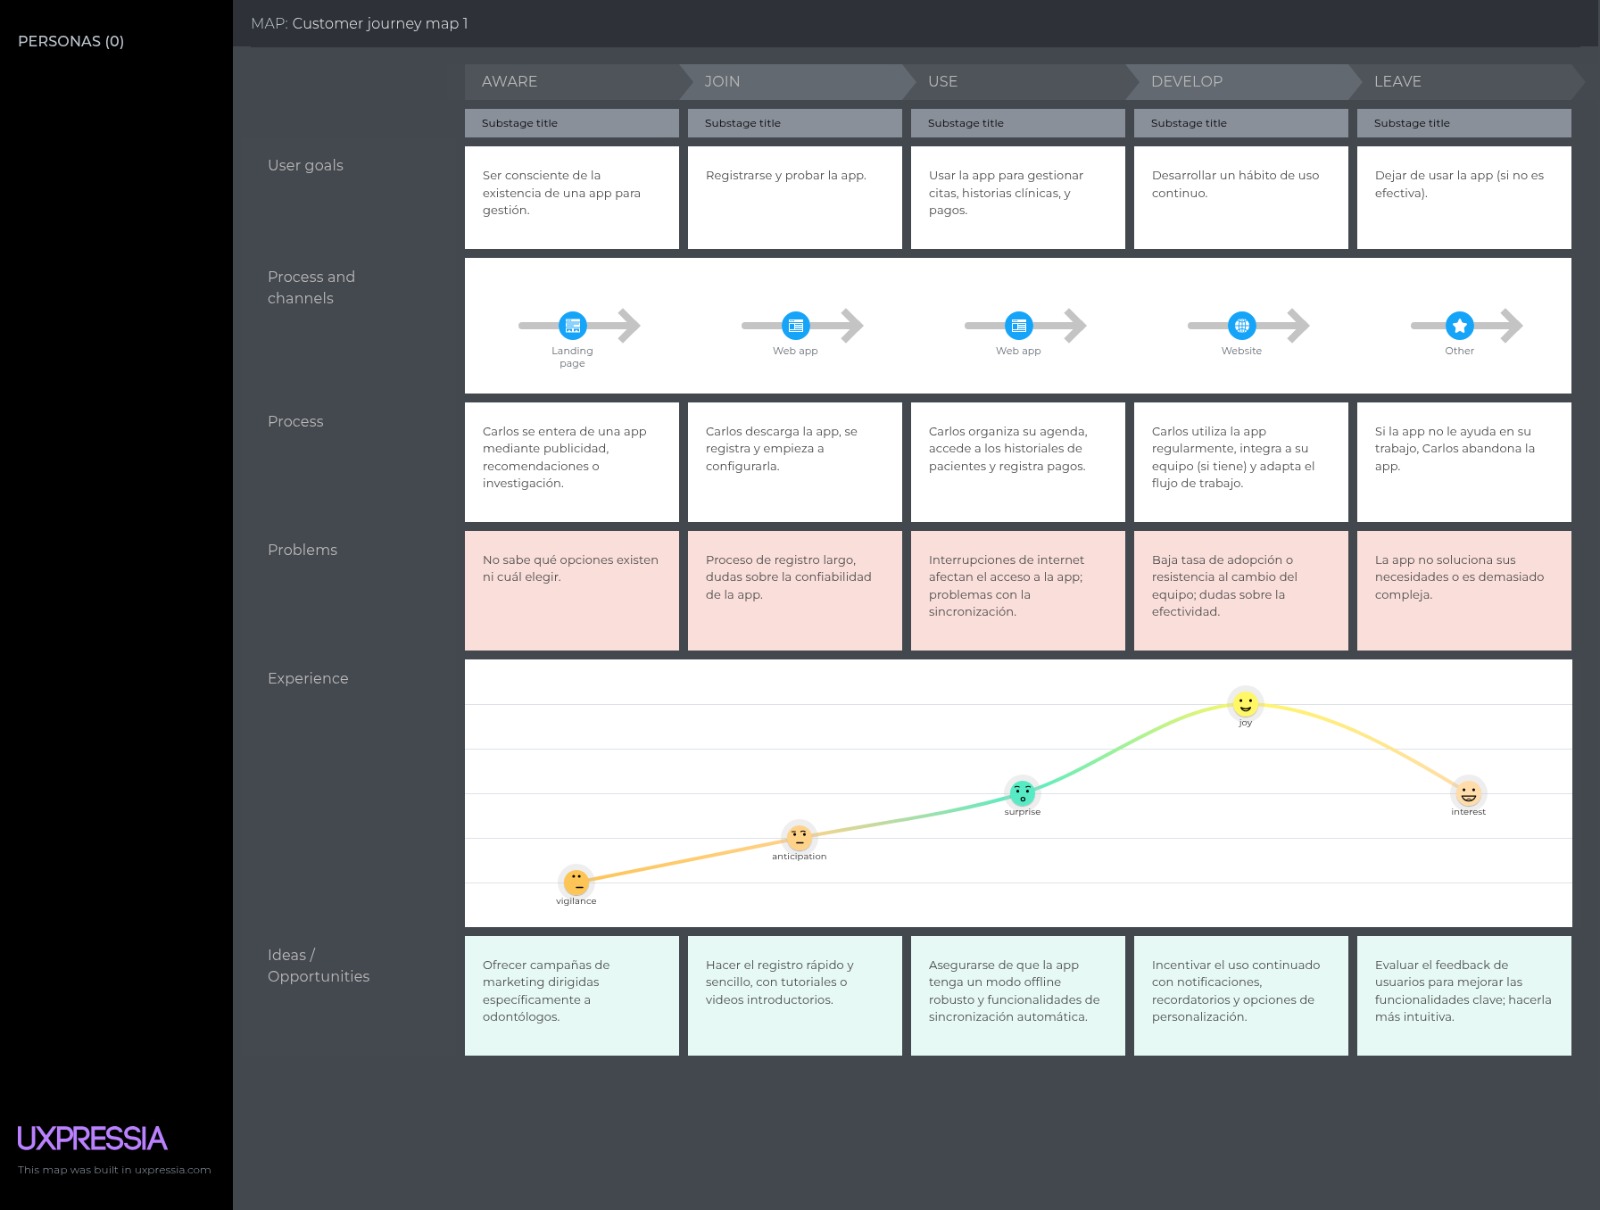 PERSONAS (0)
MAP: Customer journey map 1
AWARE
JOIN
USE
DEVELOP
LEAVE
Substage title
Substage title
Substage title
Substage title
Substage title
User goals
Ser consciente de la
existencia de una app para
gestión.
Registrarse y probar la app.
Usar la app para gestionar
citas, historias clínicas, y
pagos.
Desarrollar un hábito de uso
continuo.
Dejar de usar la app (si no es
efectiva).
Process and
channels
Landing
page
Web app
Web app
Website
Other
Process
Carlos se entera de una app
mediante publicidad,
recomendaciones o
investigación.
Carlos descarga la app, se
registra y empieza a
configurarla.
Carlos organiza su agenda,
accede a los historiales de
pacientes y registra pagos.
Carlos utiliza la app
regularmente, integra a su
equipo (si tiene) y adapta el
flujo de trabajo.
Si la app no le ayuda en su
trabajo, Carlos abandona la
app.
Problems
No sabe qué opciones existen
ni cuál elegir.
Proceso de registro largo,
dudas sobre la confiabilidad
de la app.
Interrupciones de internet
afectan el acceso a la app;
problemas con la
sincronización.
Baja tasa de adopción o
resistencia al cambio del
equipo; dudas sobre la
efectividad.
La app no soluciona sus
necesidades o es demasiado
compleja.
Experience
joy
surprise
interest
anticipation
vigilance
Ideas /
Opportunities
Ofrecer campañas de
marketing dirigidas
específicamente a
odontólogos.
Hacer el registro rápido y
sencillo, con tutoriales o
videos introductorios.
Asegurarse de que la app
tenga un modo offline
robusto y funcionalidades de
sincronización automática.
Incentivar el uso continuado
con notificaciones,
recordatorios y opciones de
personalización.
Evaluar el feedback de
usuarios para mejorar las
funcionalidades clave; hacerla
más intuitiva.
UXPRESSIA
This map was built in uxpressia.com